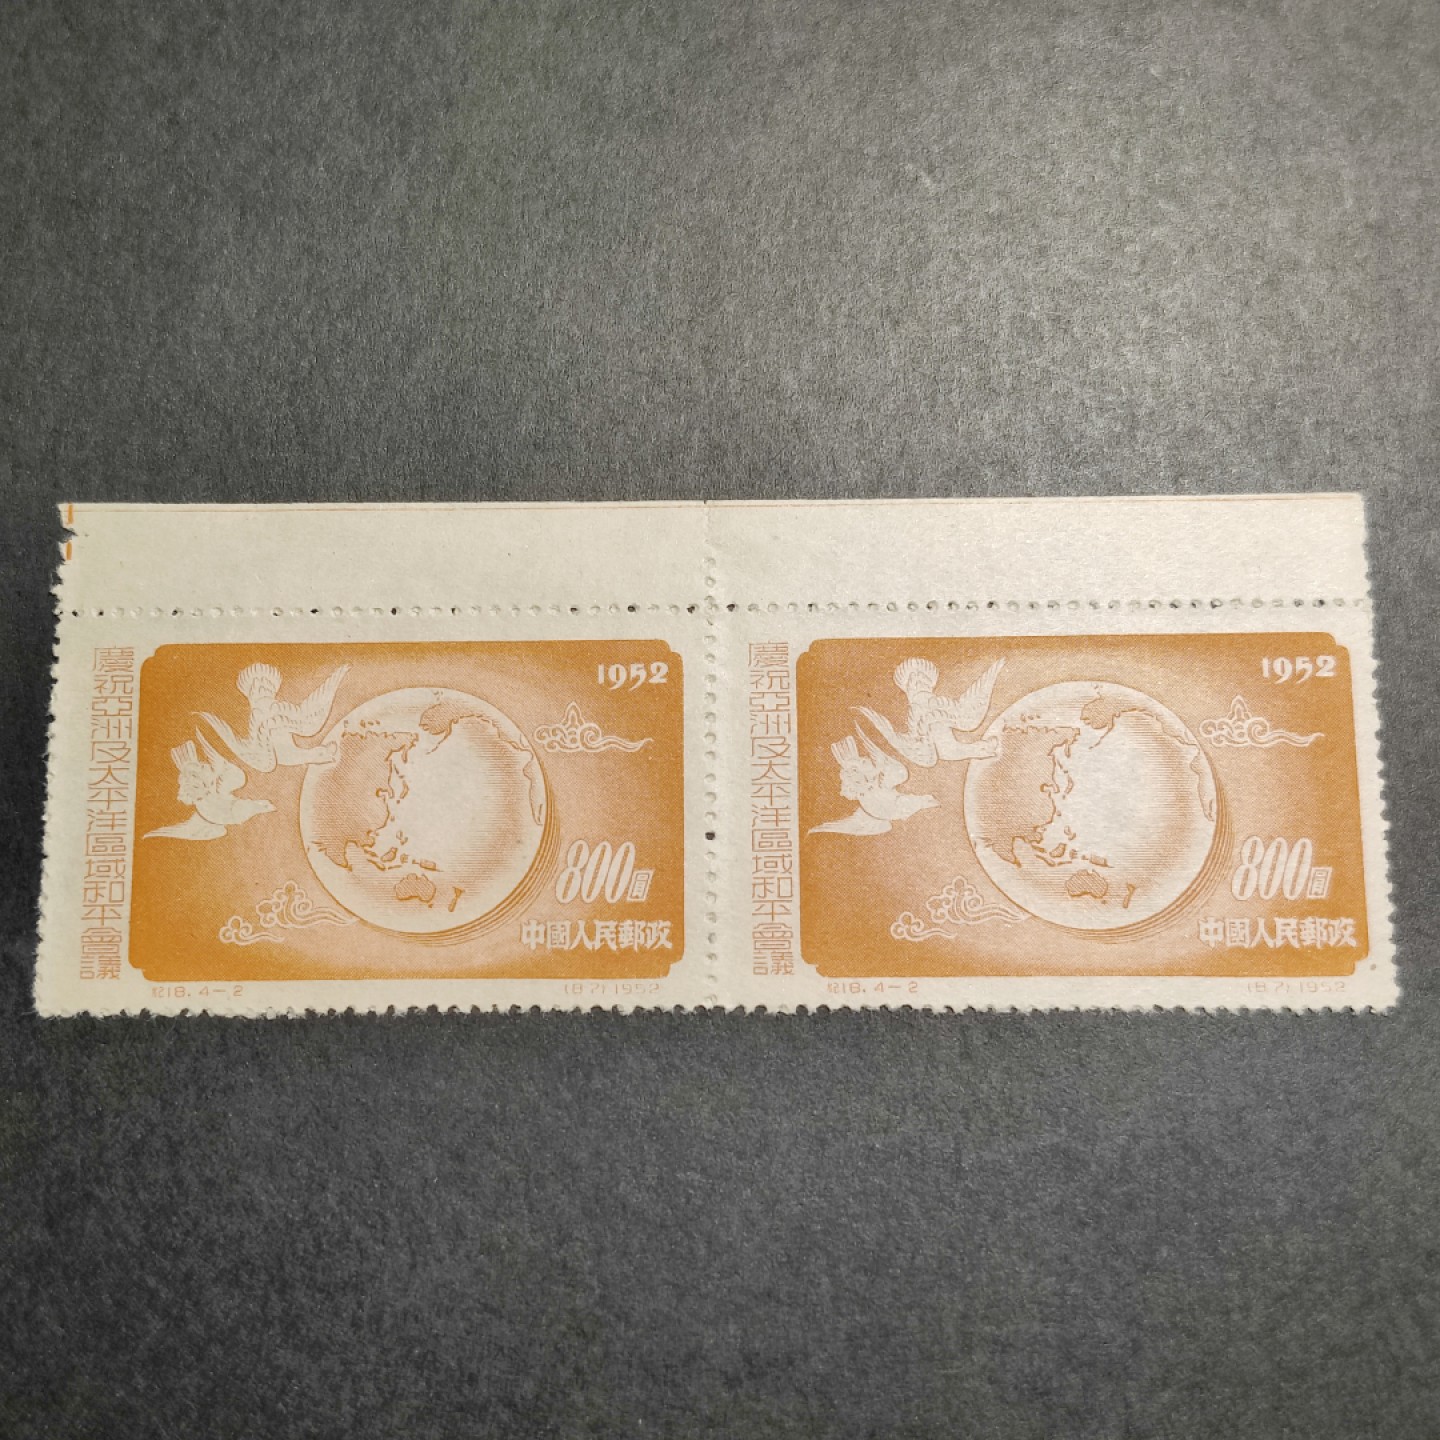 慶祝亞洲及太平洋區域和平會議
1952
800圓
中國人民郵政
紀18.4—2
(87)1952
慶祝亞洲及太平洋區域和平會議
1952
800圓
中國人民郵政
紀18.4—2
(87)1952